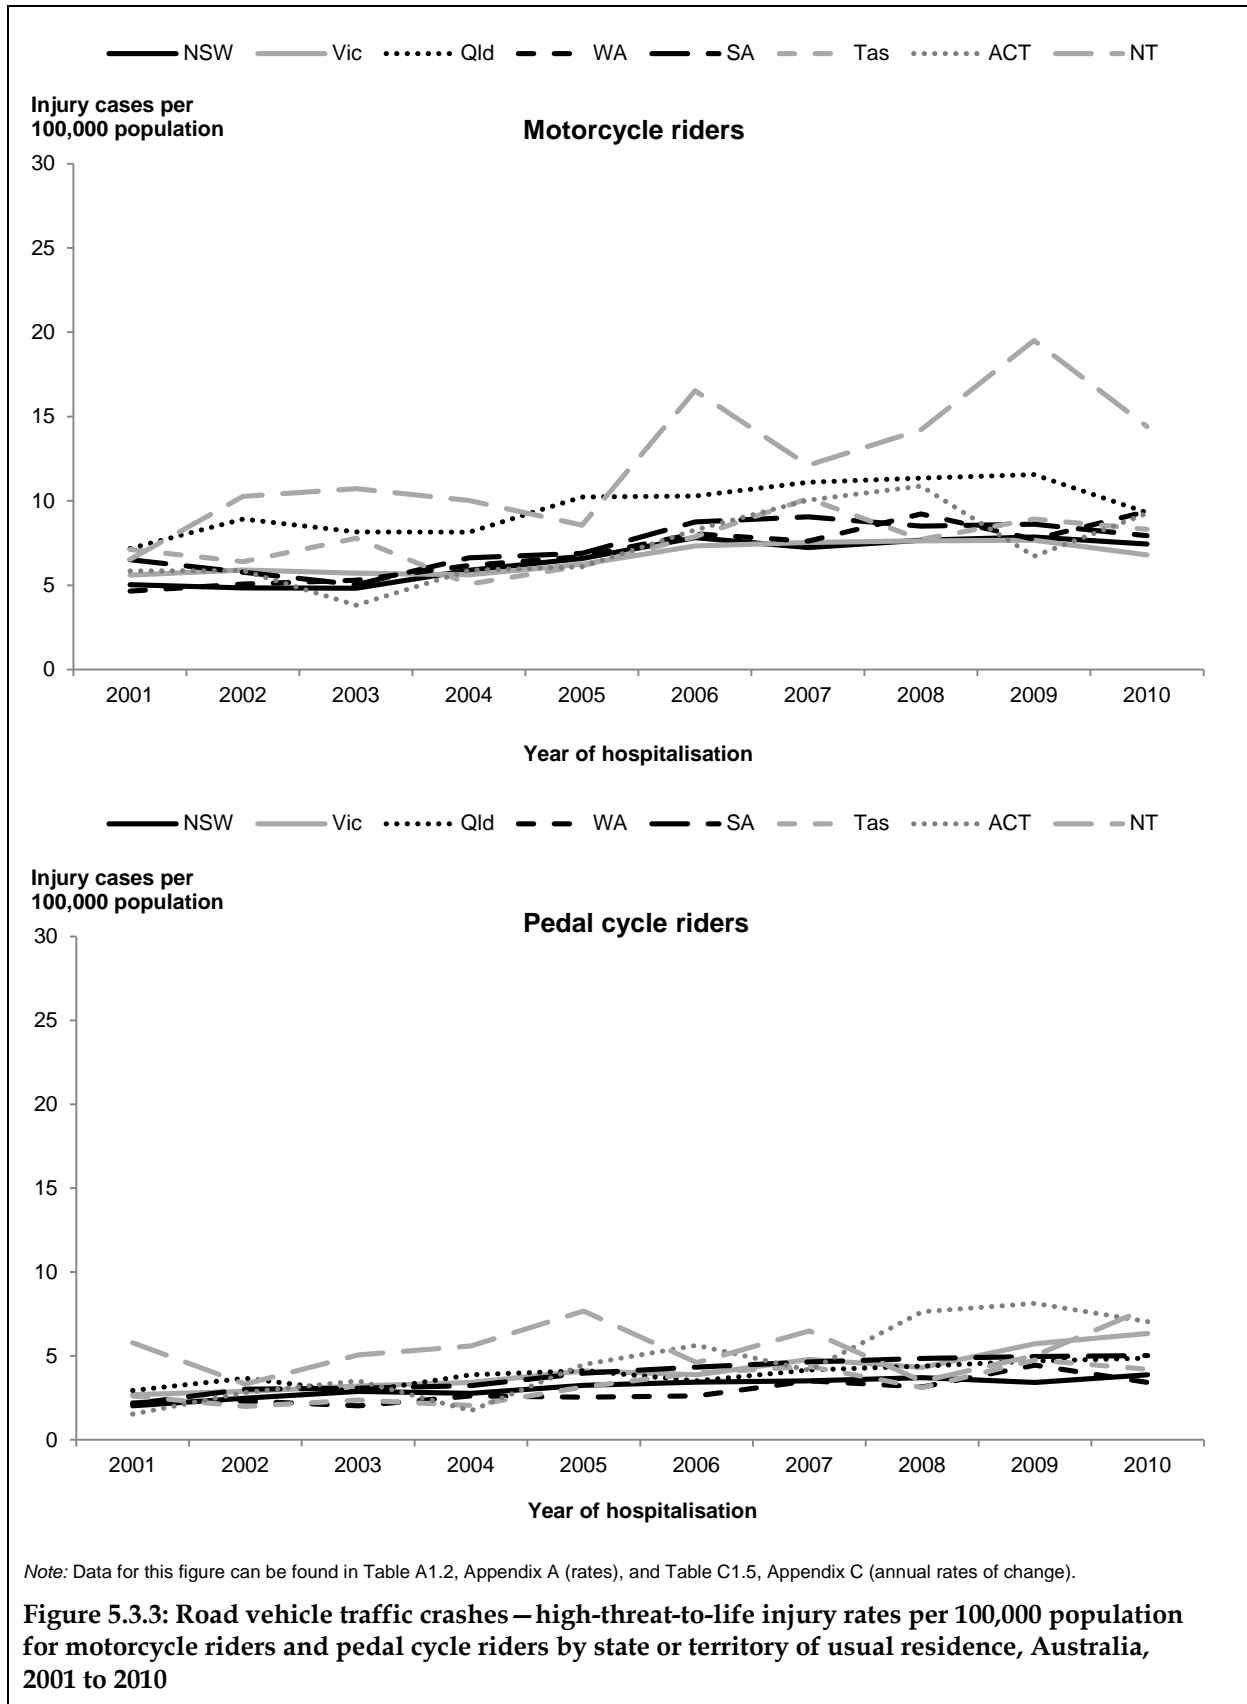 NSW Vic Qld WA SA Tas ACT NT
Injury cases per
100,000 population
Motorcycle riders
30
25
20
15
10
5
0
2001 2002 2003 2004 2005 2006 2007 2008 2009 2010
Year of hospitalisation
NSW Vic Qld WA SA Tas ACT NT
Injury cases per
100,000 population
Pedal cycle riders
30
25
20
15
10
5
0
2001 2002 2003 2004 2005 2006 2007 2008 2009 2010
Year of hospitalisation
Note: Data for this figure can be found in Table A1.2, Appendix A (rates), and Table C1.5, Appendix C (annual rates of change).
Figure 5.3.3: Road vehicle traffic crashes—high-threat-to-life injury rates per 100,000 population
for motorcycle riders and pedal cycle riders by state or territory of usual residence, Australia,
2001 to 2010